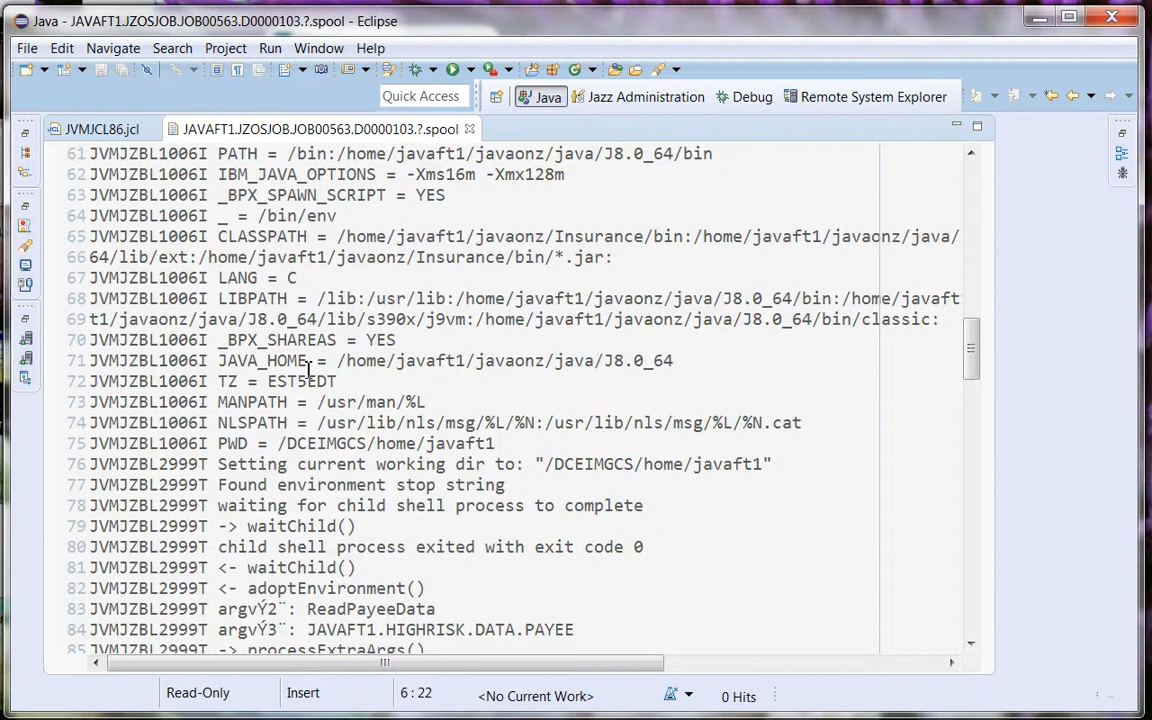 Java - JAVAFT1JZOSJOB.JOB00563.D0000103.?.spool - Eclipse
File Edit Navigate Search Project Run Window Help
Quick Access Java Jazz Administration Debug Remote System Explorer
JVMJCL86.jcl JAVAFT1JZOSJOBJOB00563.D0000103.?.spool
61 JVMJZBL1006I PATH = /bin:/home/javaft1/javaonz/java/J8.0_64/bin
62 JVMJZBL1006I IBM_JAVA_OPTIONS = -Xms16m -Xmx128m
63 JVMJZBL1006I _BPX_SPAWN_SCRIPT = YES
64 JVMJZBL1006I _ = /bin/env
65 JVMJZBL1006I CLASSPATH = /home/javaft1/javaonz/Insurance/bin:/home/javaft1/javaonz/java/
66 64/lib/ext:/home/javaft1/javaonz/Insurance/bin/*.jar:
67 JVMJZBL1006I LANG = C
68 JVMJZBL1006I LIBPATH = /lib:/usr/lib:/home/javaft1/javaonz/java/J8.0_64/bin:/home/javaft
69 t1/javaonz/java/J8.0_64/lib/s390x/j9vm:/home/javaft1/javaonz/java/J8.0_64/bin/classic:
70 JVMJZBL1006I _BPX_SHAREAS = YES
71 JVMJZBL1006I JAVA_HOME = /home/javaft1/javaonz/java/J8.0_64
72 JVMJZBL1006I TZ = EST5EDT
73 JVMJZBL1006I MANPATH = /usr/man/%L
74 JVMJZBL1006I NLSPATH = /usr/lib/nls/msg/%L/%N:/usr/lib/nls/msg/%L/%N.cat
75 JVMJZBL1006I PWD = /DCEIMGCS/home/javaft1
76 JVMJZBL2999T Setting current working dir to: "/DCEIMGCS/home/javaft1"
77 JVMJZBL2999T Found environment stop string
78 JVMJZBL2999T waiting for child shell process to complete
79 JVMJZBL2999T -> waitChild()
80 JVMJZBL2999T child shell process exited with exit code 0
81 JVMJZBL2999T <- waitChild()
82 JVMJZBL2999T <- adoptEnvironment()
83 JVMJZBL2999T argvÝ2¨: ReadPayeeData
84 JVMJZBL2999T argvÝ3¨: JAVAFT1.HIGHRISK.DATA.PAYEE
85 JVMJZBL2999T -> processExtraArgs()
Read-Only Insert 6 : 22 <No Current Work> 0 Hits